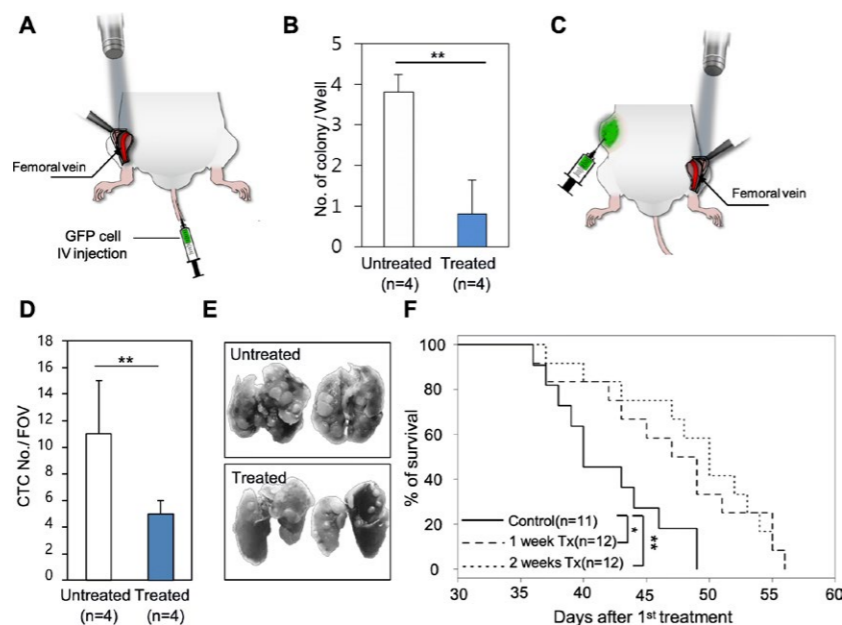 A
Femoral vein
GFP cell
IV injection
B
No. of colony / Well
5
4
3
2
1
0
**
Untreated
(n=4)
Treated
(n=4)
C
Femoral vein
D
CTC No./ FOV
18
16
14
12
10
8
6
4
2
0
**
Untreated
(n=4)
Treated
(n=4)
E
Untreated
Treated
F
% of survival
100
80
60
40
20
0
Control(n=11)
1 week Tx(n=12)
2 weeks Tx(n=12)
*
**
30
40
45
50
55
60
Days after 1st treatment